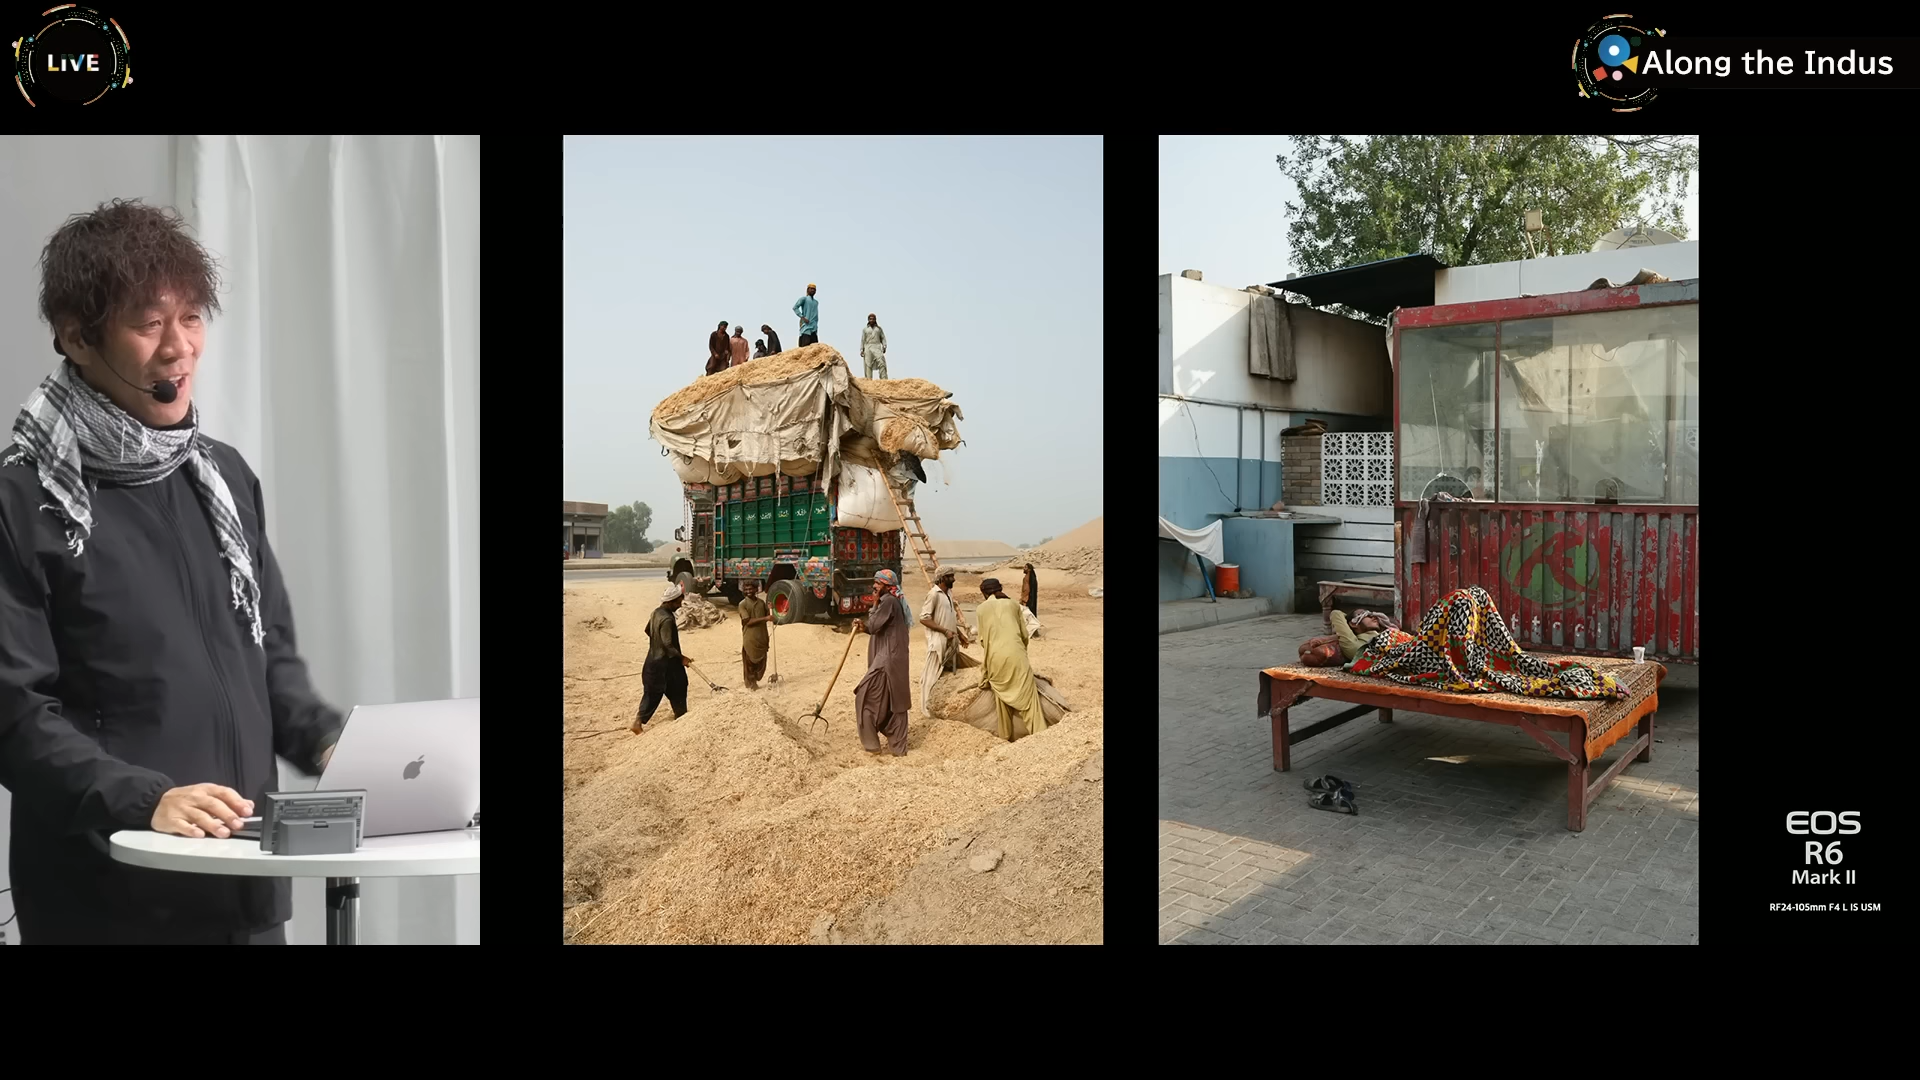 LiVE
Along the Indus
EOS
R6
Mark II
RF24-105mm F4 L IS USM